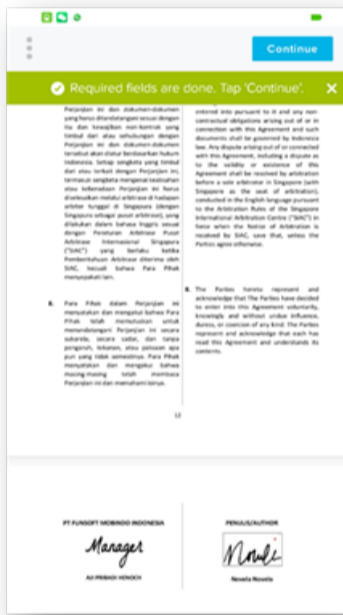 Continue
Required fields are done. Tap 'Continue'.
Perjanjian ini dan dokumen-dokumen
yang harus ditandatangani sesuai dengan
itu dan kewajiban non-kontrak yang
timbul dari atau sehubungan dengan
Perjanjian ini dan dokumen-dokumen
tersebut akan diatur berdasarkan hukum
Indonesia. Setiap sengketa yang timbul
dari atau terkait dengan Perjanjian ini,
termasuk sengketa mengenai keabsahan
atau keberadaan Perjanjian ini harus
diselesaikan melalui arbitrase di hadapan
arbiter tunggal di Singapura (dengan
Singapura sebagai pusat arbitrase), yang
dilakukan dalam bahasa Inggris sesuai
dengan Peraturan Arbitrase Pusat
Arbitrase Internasional Singapura
("SIAC") yang berlaku ketika
Pemberitahuan Arbitrase diterima oleh
SIAC, kecuali bahwa Para Pihak
menyepakati lain.
8. Para Pihak dalam Perjanjian ini
menyatakan dan mengakui bahwa Para
Pihak telah memutuskan untuk
menandatangani Perjanjian ini secara
sukarela, secara sadar, dan tanpa
pengaruh, tekanan, atau paksaan apa
pun yang tidak semestinya. Para Pihak
menyatakan dan mengakui bahwa
masing-masing telah membaca
Perjanjian ini dan memahami isinya.
entered into pursuant to it and any non-
contractual obligations arising out of or in
connection with this Agreement and such
documents shall be governed by Indonesia
law. Any dispute arising out of or connected
with this Agreement, including a dispute as
to the validity or existence of this
Agreement shall be resolved by arbitration
before a sole arbitrator in Singapore (with
Singapore as the seat of arbitration),
conducted in the English language pursuant
to the Arbitration Rules of the Singapore
International Arbitration Centre ("SIAC") in
force when the Notice of Arbitration is
received by SIAC, save that, unless the
Parties agree otherwise.
8. The Parties hereto represent and
acknowledge that The Parties have decided
to enter into this Agreement voluntarily,
knowingly and without undue influence,
duress, or coercion of any kind. The Parties
represent and acknowledge that each has
read this Agreement and understands its
contents.
12
PT FUNSOFT MOBINDO INDONESIA
Manager
AJI PRIBADI HENOCH
PENULIS/AUTHOR
Novele
Novela Novela